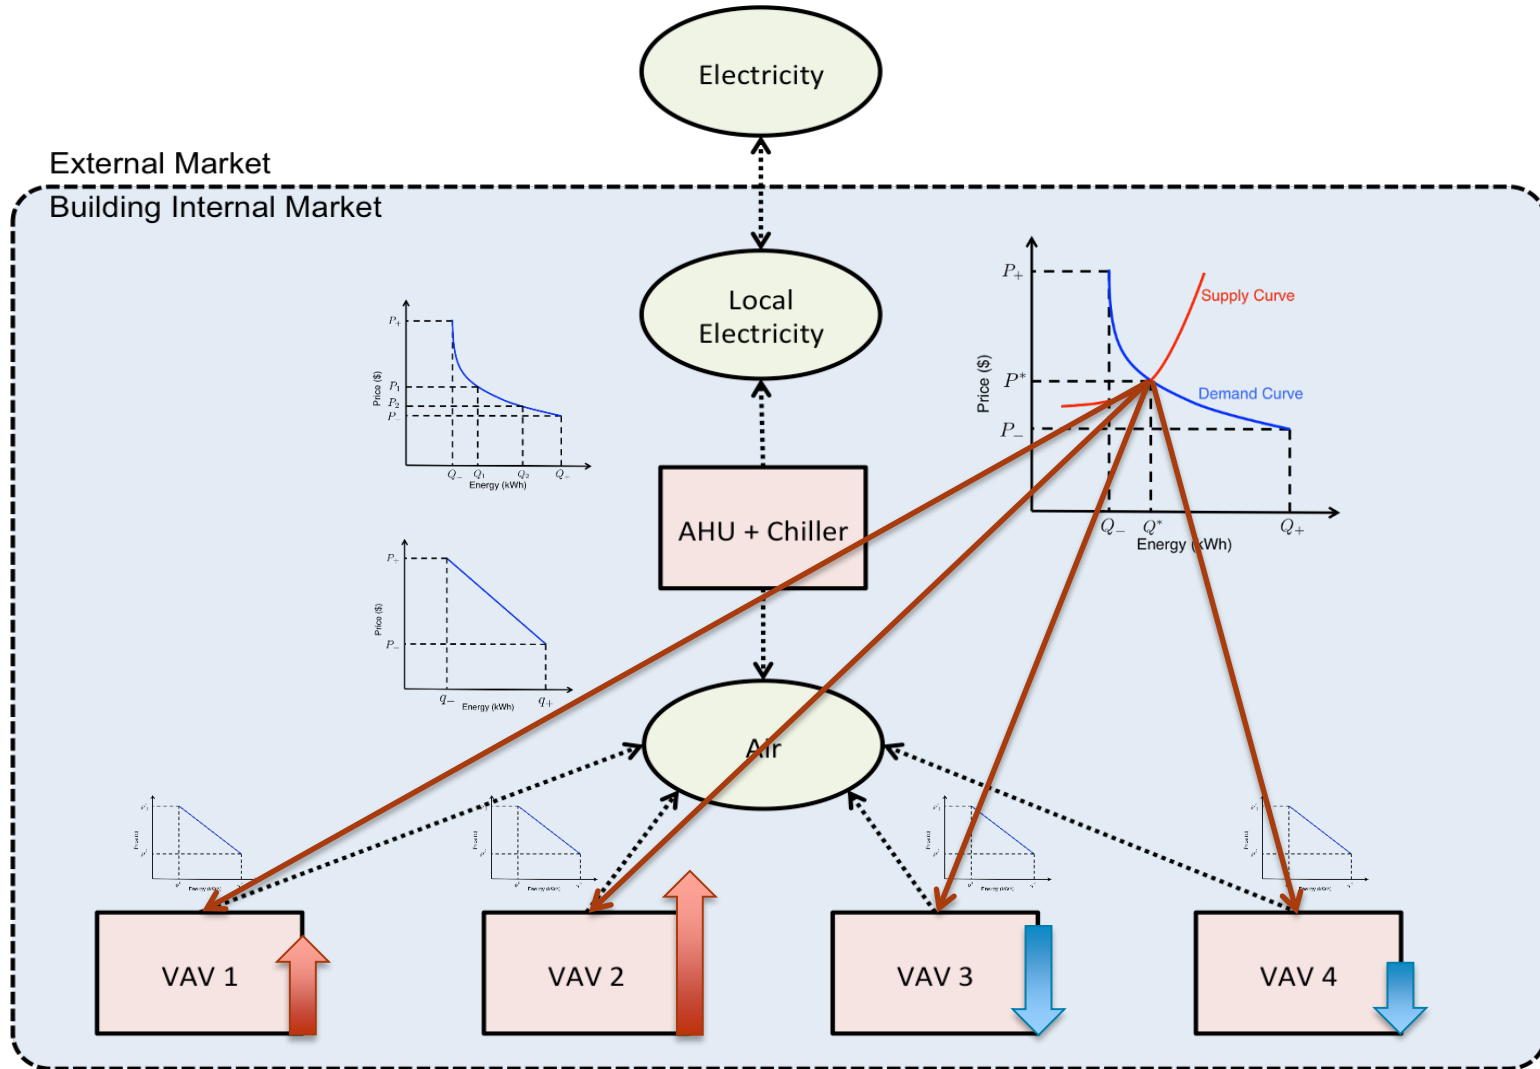 Electricity
External Market
Building Internal Market
Local
Electricity
P₊
Supply Curve
Price ($)
P*
Demand Curve
P₋
Q₋ Q* Q₊
Energy (kWh)
P₊
Price ($)
P₁
P₂
P
Q₋ Q₁ Q₂ Q₊
Energy (kWh)
AHU + Chiller
P₊
Price ($)
P₋
q₋ q₊
Energy (kWh)
Air
VAV 1
VAV 2
VAV 3
VAV 4